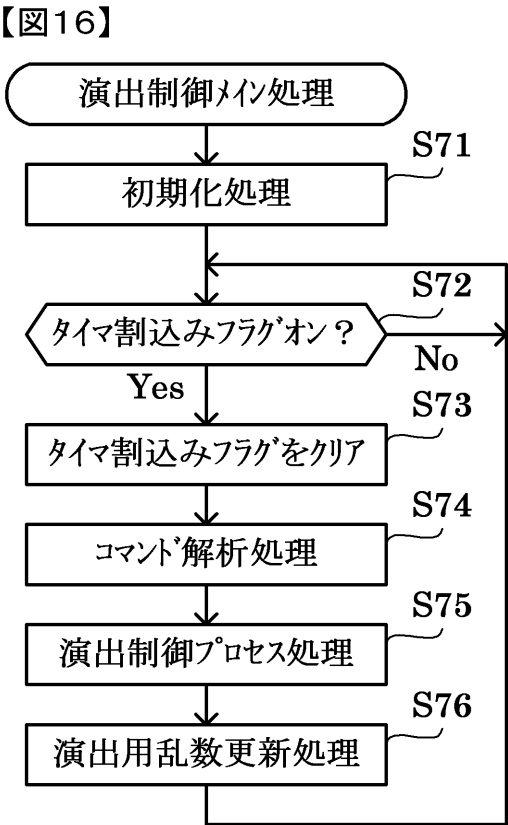 【図16】
演出制御ﾒｲﾝ処理
S71
初期化処理
S72
ﾀｲﾏ割込みﾌﾗｸﾞｵﾝ？
No
Yes
S73
ﾀｲﾏ割込みﾌﾗｸﾞをｸﾘｱ
S74
ｺﾏﾝﾄﾞ解析処理
S75
演出制御ﾌﾟﾛｾｽ処理
S76
演出用乱数更新処理